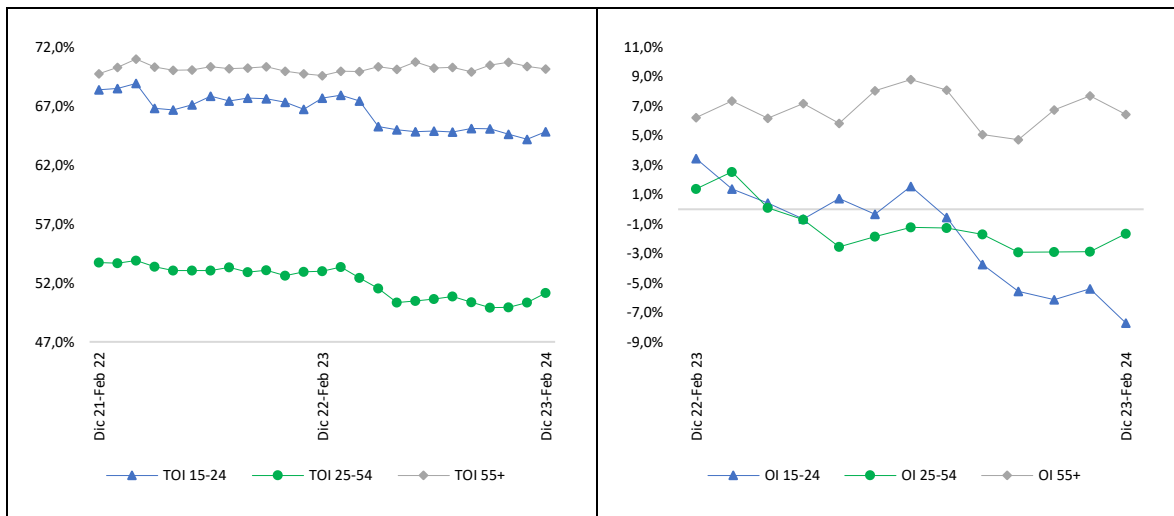 72,0%
67,0%
62,0%
57,0%
52,0%
47,0%
Dic 21-Feb 22
Dic 22-Feb 23
Dic 23-Feb 24
TOI 15-24
TOI 25-54
TOI 55+
11,0%
9,0%
7,0%
5,0%
3,0%
1,0%
-1,0%
-3,0%
-5,0%
-7,0%
-9,0%
Dic 22-Feb 23
Dic 23-Feb 24
OI 15-24
OI 25-54
OI 55+